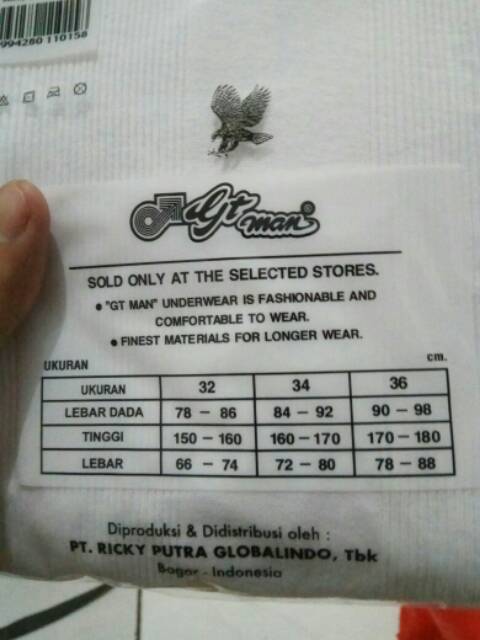 994280 110158
Gt man®
SOLD ONLY AT THE SELECTED STORES.
• "GT MAN" UNDERWEAR IS FASHIONABLE AND
COMFORTABLE TO WEAR.
• FINEST MATERIALS FOR LONGER WEAR.
UKURAN cm.
UKURAN 32 34 36
LEBAR DADA 78 – 86 84 – 92 90 – 98
TINGGI 150 – 160 160 – 170 170 – 180
LEBAR 66 – 74 72 – 80 78 – 88
Diproduksi & Didistribusi oleh :
PT. RICKY PUTRA GLOBALINDO, Tbk
Bogor - Indonesia